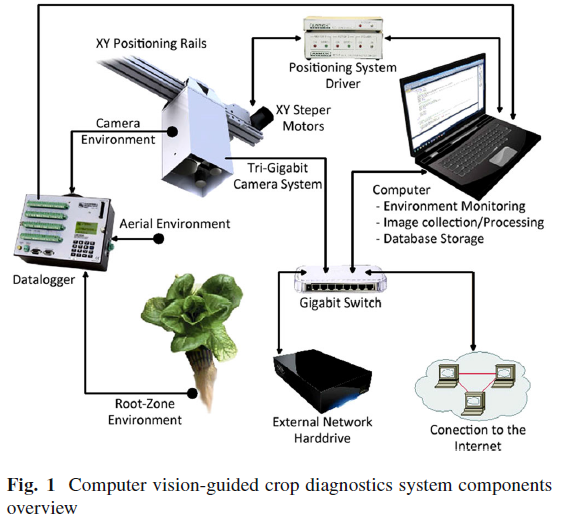 XY Positioning Rails
Positioning System
Driver
XY Steper
Motors
Camera
Environment
Tri-Gigabit
Camera System
Computer
- Environment Monitoring
- Image collection/Processing
- Database Storage
Aerial Environment
Datalogger
Gigabit Switch
Root-Zone
Environment
External Network
Harddrive
Conection to the
Internet
Fig. 1 Computer vision-guided crop diagnostics system components
overview